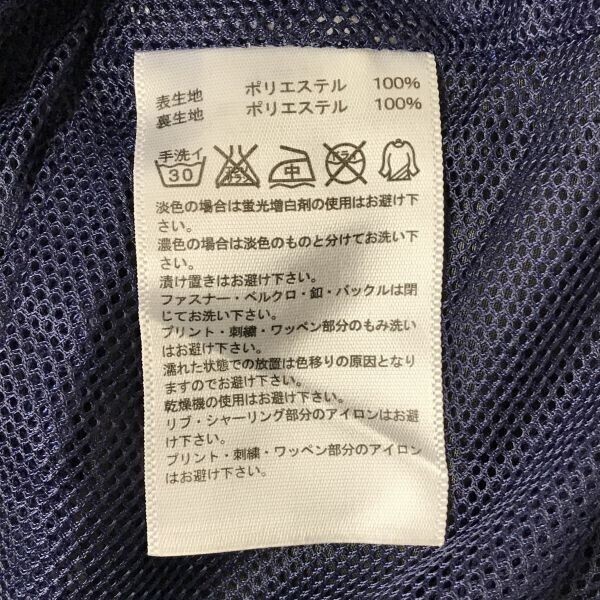 表生地 ポリエステル 100%
裏生地 ポリエステル 100%
手洗イ 30 中 ドライ
淡色の場合は蛍光増白剤の使用はお避け下
さい。
濃色の場合は淡色のものと分けてお洗い下
さい。
漬け置きはお避け下さい。
ファスナー・ベルクロ・釦・バックルは閉
じてお洗い下さい。
プリント・刺繍・ワッペン部分のもみ洗い
はお避け下さい。
濡れた状態での放置は色移りの原因となり
ますのでお避け下さい。
乾燥機の使用はお避け下さい。
リブ・シャーリング部分のアイロンはお避
け下さい。
プリント・刺繍・ワッペン部分のアイロン
はお避け下さい。